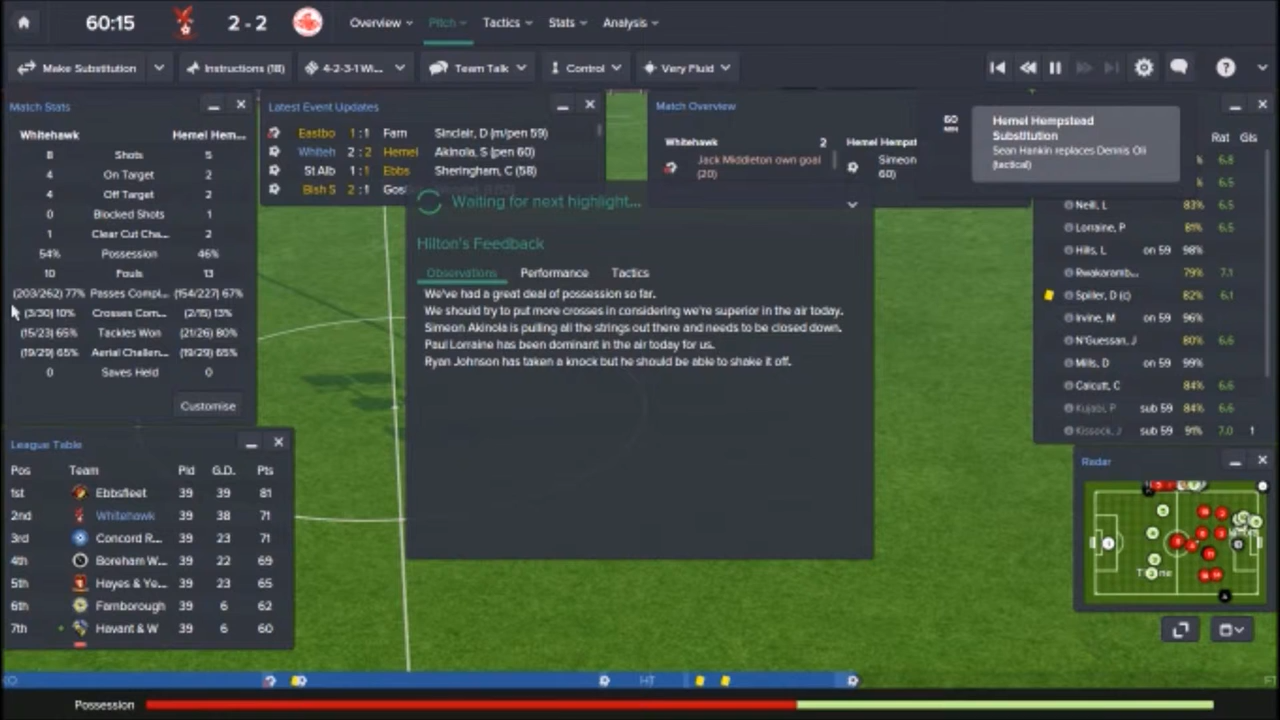 60:15 2 - 2 Overview Pitch Tactics Stats Analysis
Make Substitution Instructions (18) 4-2-3-1 Wi... Team Talk Control Very Fluid
Match Stats
Whitehawk Hemel Hem...
8 Shots 5
4 On Target 2
4 Off Target 2
0 Blocked Shots 1
1 Clear Cut Cha... 2
54% Possession 46%
10 Fouls 13
(203/262) 77% Passes Compl... (154/227) 67%
(3/30) 10% Crosses Com... (2/15) 13%
(15/23) 65% Tackles Won (21/26) 80%
(19/29) 65% Aerial Challen... (19/29) 65%
0 Saves Held 0
Customise
Latest Event Updates
Eastbo 1 : 1 Farn Sinclair, D (m/pen 59)
Whiteh 2 : 2 Hemel Akinola, S (pen 60)
St Alb 1 : 1 Ebbs Sheringham, C (58)
Bish S 2 : 1
Match Overview
Whitehawk 2 Hemel Hempst
Jack Middleton own goal
(20)
Simeon
60)
60
MIN
Hemel Hempstead
Substitution
Sean Hankin replaces Dennis Oli
(tactical)
Rat Gls
% 6.8
% 6.5
Neill, L 83% 6.5
Lorraine, P 81% 6.5
Hills, L on 59 98%
Rwakaramb... 79% 7.1
Spiller, D (c) 82% 6.1
Irvine, M on 59 96%
N'Guessan, J 80% 6.6
Mills, D on 59 99%
Calcutt, C 84% 6.6
Kujabi, P sub 59 84% 6.6
Kissock, J sub 59 91% 7.0 1
Waiting for next highlight...
Hilton's Feedback
Observations Performance Tactics
We've had a great deal of possession so far.
We should try to put more crosses in considering we're superior in the air today.
Simeon Akinola is pulling all the strings out there and needs to be closed down.
Paul Lorraine has been dominant in the air today for us.
Ryan Johnson has taken a knock but he should be able to shake it off.
League Table
Pos Team Pld G.D. Pts
1st Ebbsfleet 39 39 81
2nd Whitehawk 39 38 71
3rd Concord R... 39 23 71
4th Boreham W... 39 22 69
5th Hayes & Ye... 39 23 65
6th Farnborough 39 6 62
7th Havant & W 39 6 60
Radar
HT
Possession